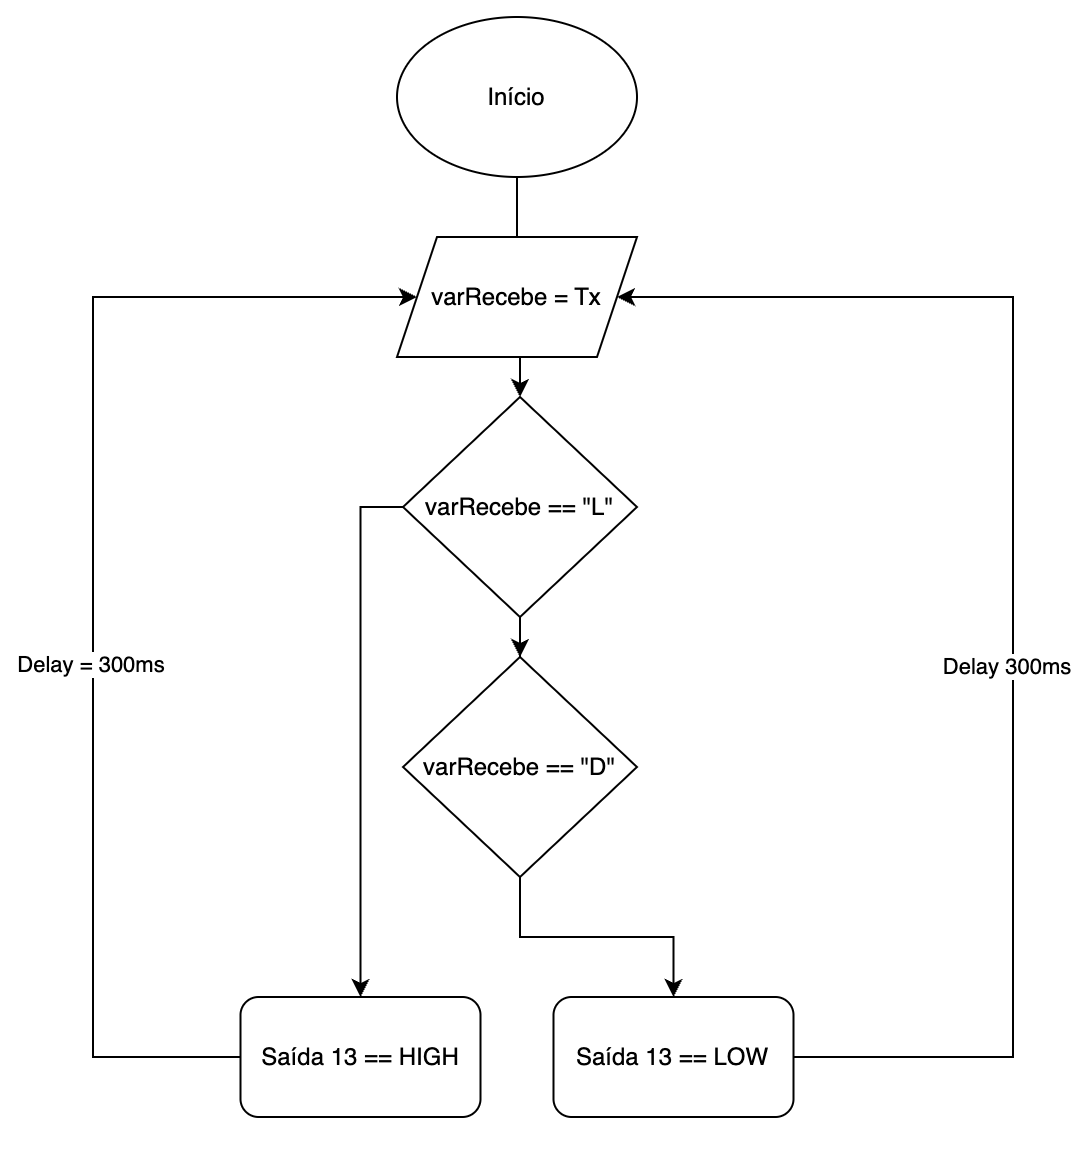 Início
varRecebe = Tx
varRecebe == "L"
Delay = 300ms
Delay 300ms
varRecebe == "D"
Saída 13 == HIGH
Saída 13 == LOW